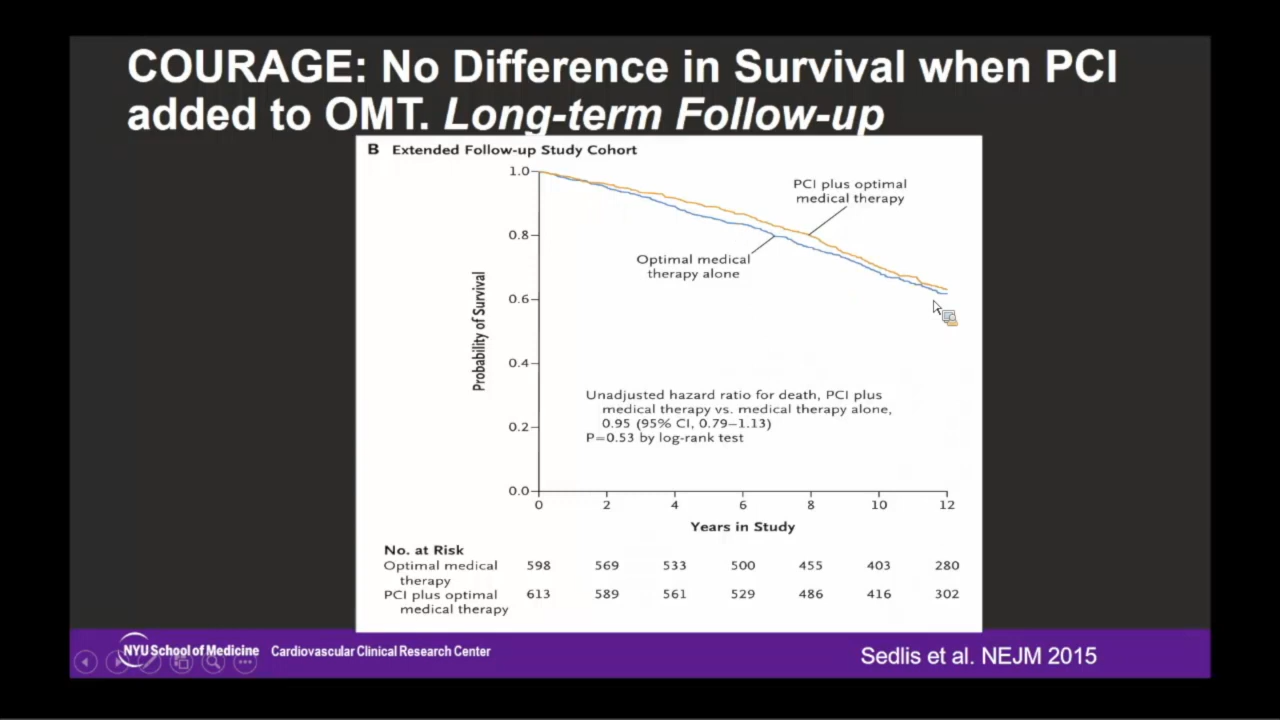 COURAGE: No Difference in Survival when PCI
added to OMT. Long-term Follow-up
B Extended Follow-up Study Cohort
1.0
0.8
0.6
0.4
0.2
0.0
Probability of Survival
PCI plus optimal
medical therapy
Optimal medical
therapy alone
Unadjusted hazard ratio for death, PCI plus
medical therapy vs. medical therapy alone,
0.95 (95% CI, 0.79–1.13)
P=0.53 by log-rank test
0 2 4 6 8 10 12
Years in Study
No. at Risk
Optimal medical 598 569 533 500 455 403 280
therapy
PCI plus optimal 613 589 561 529 486 416 302
medical therapy
NYU School of Medicine Cardiovascular Clinical Research Center
Sedlis et al. NEJM 2015